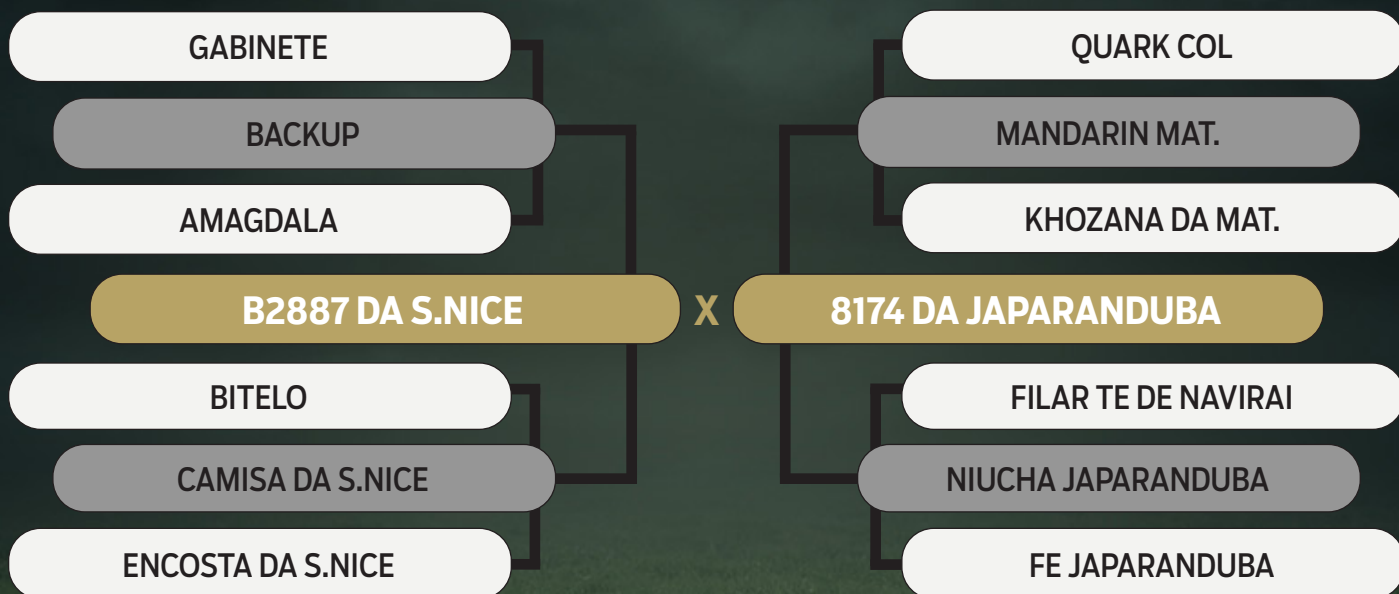 GABINETE
BACKUP
AMAGDALA
B2887 DA S.NICE
BITELO
CAMISA DA S.NICE
ENCOSTA DA S.NICE
X
QUARK COL
MANDARIN MAT.
KHOZANA DA MAT.
8174 DA JAPARANDUBA
FILAR TE DE NAVIRAI
NIUCHA JAPARANDUBA
FE JAPARANDUBA